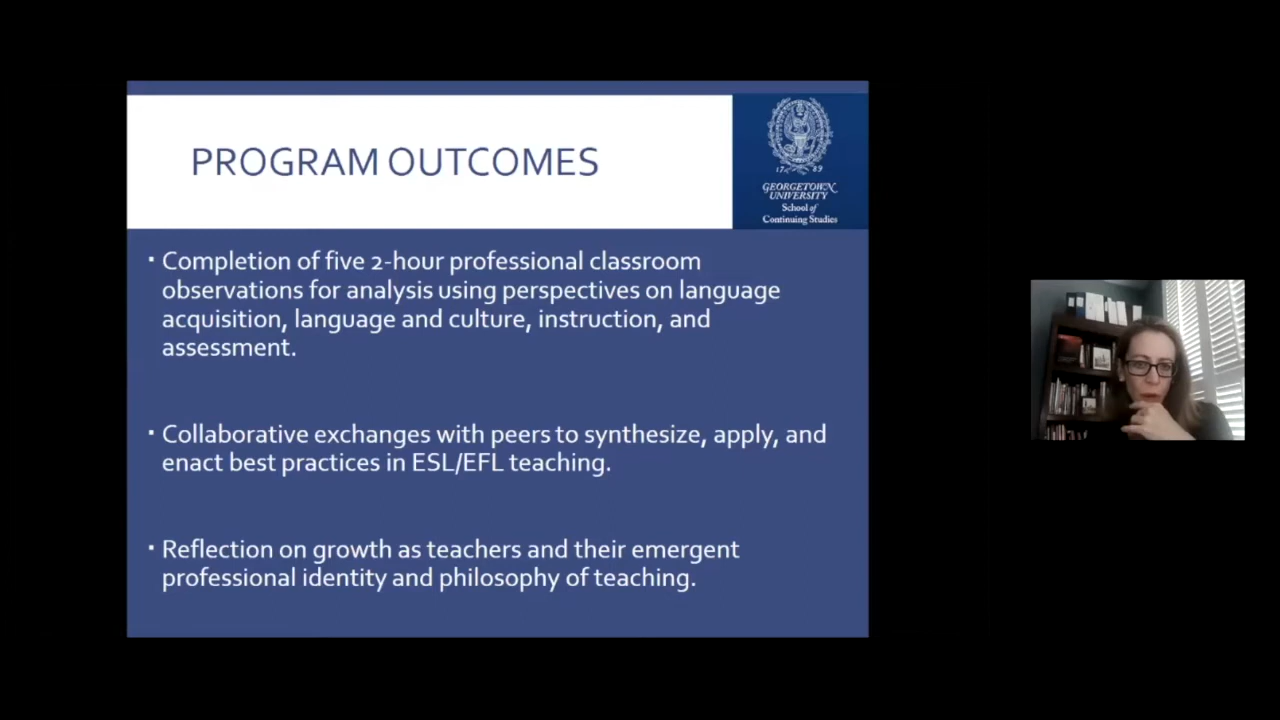 PROGRAM OUTCOMES
17 89
GEORGETOWN
UNIVERSITY
School of
Continuing Studies
▪ Completion of five 2-hour professional classroom
observations for analysis using perspectives on language
acquisition, language and culture, instruction, and
assessment.
▪ Collaborative exchanges with peers to synthesize, apply, and
enact best practices in ESL/EFL teaching.
▪ Reflection on growth as teachers and their emergent
professional identity and philosophy of teaching.